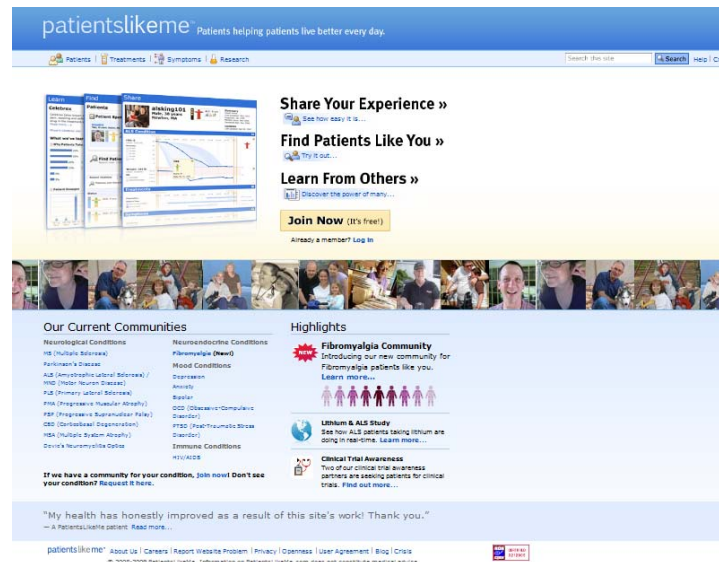 patientslikeme™ Patients helping patients live better every day.
Patients | Treatments | Symptoms | Research
Search this site Search Help |
Learn Find Share
Celebrex Patients alsking101
Share Your Experience »
See how easy it is...
Find Patients Like You »
Try it out...
Learn From Others »
Discover the power of many...
Join Now (It's free!)
Already a member? Log In
Our Current Communities
Neurological Conditions
MS (Multiple Sclerosis)
Parkinson's Disease
ALS (Amyotrophic Lateral Sclerosis) /
MND (Motor Neuron Disease)
PLS (Primary Lateral Sclerosis)
PMA (Progressive Muscular Atrophy)
PSP (Progressive Supranuclear Palsy)
CBD (Corticobasal Degeneration)
MSA (Multiple System Atrophy)
Devic's Neuromyelitis Optica
Neuroendocrine Conditions
Fibromyalgia (New!)
Mood Conditions
Depression
Anxiety
Bipolar
OCD (Obsessive-Compulsive
Disorder)
PTSD (Post-Traumatic Stress
Disorder)
Immune Conditions
HIV/AIDS
If we have a community for your condition, join now! Don't see
your condition? Request it here.
Highlights
NEW
Fibromyalgia Community
Introducing our new community for
Fibromyalgia patients like you.
Learn more...
Lithium & ALS Study
See how ALS patients taking lithium are
doing in real-time. Learn more...
Clinical Trial Awareness
Two of our clinical trial awareness
partners are seeking patients for clinical
trials. Find out more...
"My health has honestly improved as a result of this site's work! Thank you."
— A PatientsLikeMe patient Read more...
patientslikeme™ About Us | Careers | Report Website Problem | Privacy | Openness | User Agreement | Blog | Crisis